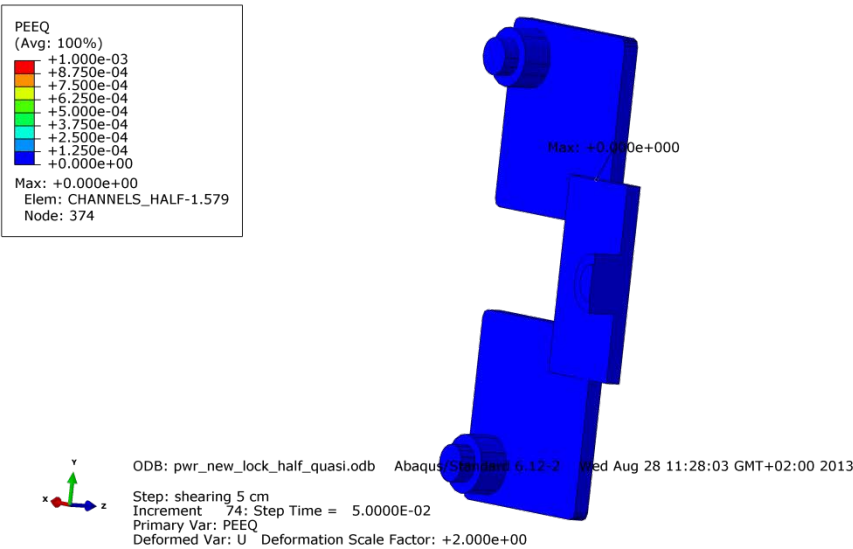 PEEQ
(Avg: 100%)
+1.000e-03
+8.750e-04
+7.500e-04
+6.250e-04
+5.000e-04
+3.750e-04
+2.500e-04
+1.250e-04
+0.000e+00
Max: +0.000e+00
Elem: CHANNELS_HALF-1.579
Node: 374
Max: +0.000e+000
Y
X
Z
ODB: pwr_new_lock_half_quasi.odb Abaqus/Standard 6.12-2 Wed Aug 28 11:28:03 GMT+02:00 2013
Step: shearing 5 cm
Increment 74: Step Time = 5.0000E-02
Primary Var: PEEQ
Deformed Var: U Deformation Scale Factor: +2.000e+00